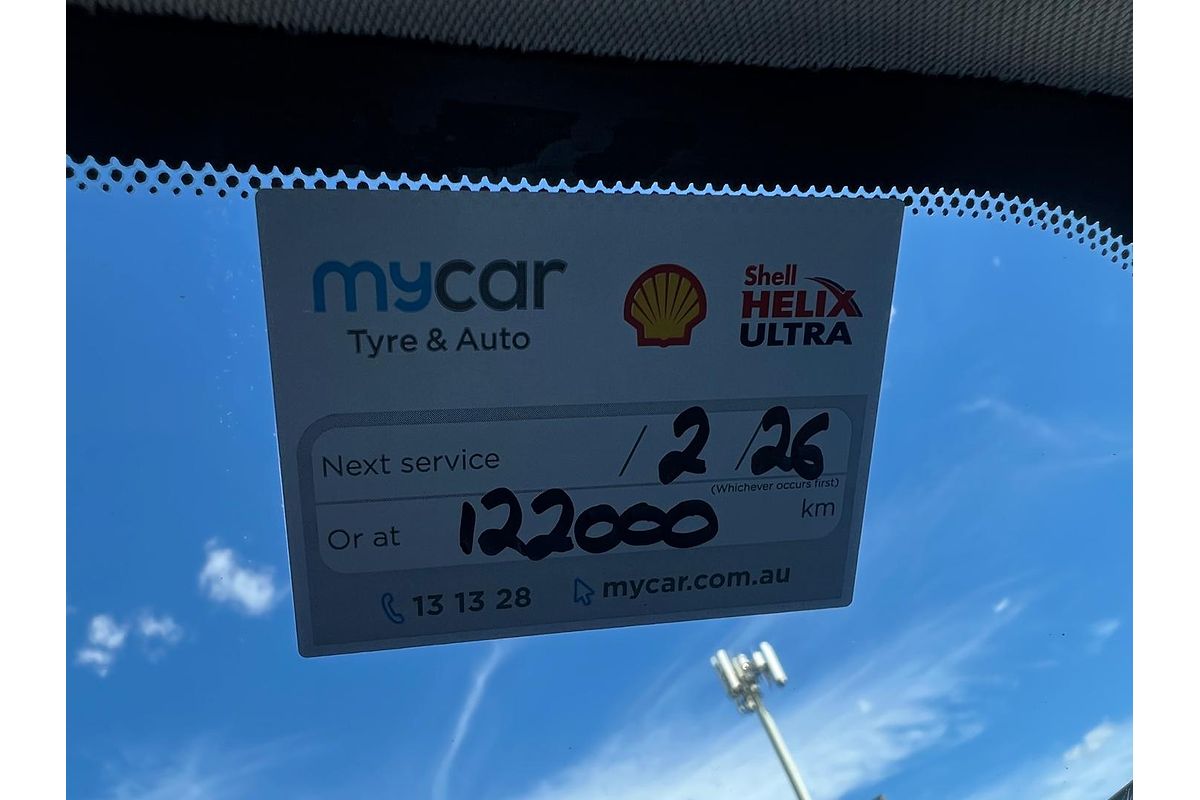 mycar
Tyre & Auto
Shell
HELIX
ULTRA
Next service / 2 / 26
(Whichever occurs first)
Or at 122000 km
13 13 28 mycar.com.au